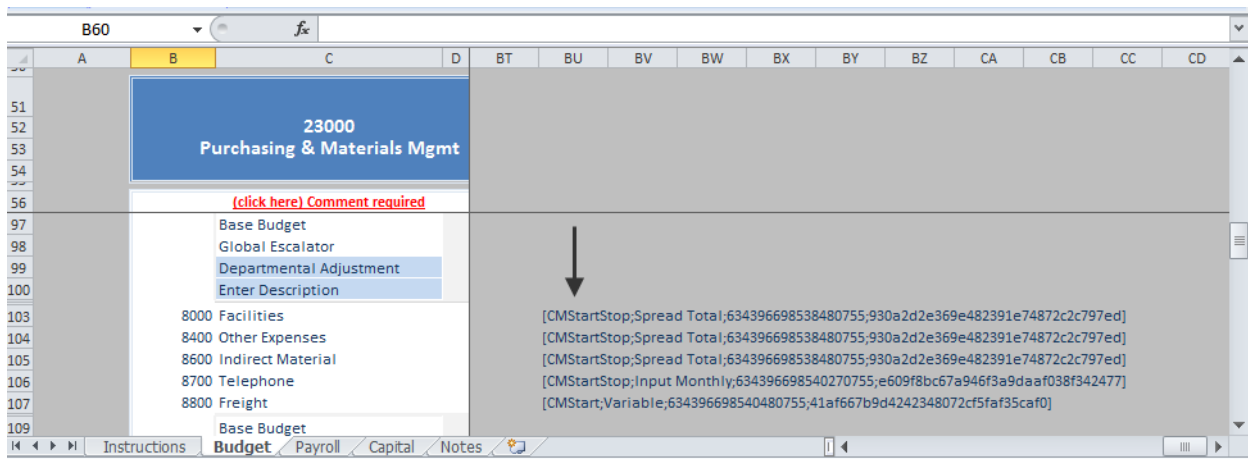 B60 fx
A B C D BT BU BV BW BX BY BZ CA CB CC CD
51
52 23000
53 Purchasing & Materials Mgmt
54
56 (click here) Comment required
97 Base Budget
98 Global Escalator
99 Departmental Adjustment
100 Enter Description
103 8000 Facilities [CMStartStop;Spread Total;634396698538480755;930a2d2e369e482391e74872c2c797ed]
104 8400 Other Expenses [CMStartStop;Spread Total;634396698538480755;930a2d2e369e482391e74872c2c797ed]
105 8600 Indirect Material [CMStartStop;Spread Total;634396698538480755;930a2d2e369e482391e74872c2c797ed]
106 8700 Telephone [CMStartStop;Input Monthly;634396698540270755;e609f8bc67a946f3a9daaf038f342477]
107 8800 Freight [CMStart;Variable;634396698540480755;41af667b9d4242348072cf5faf35caf0]
109 Base Budget
Instructions Budget Payroll Capital Notes